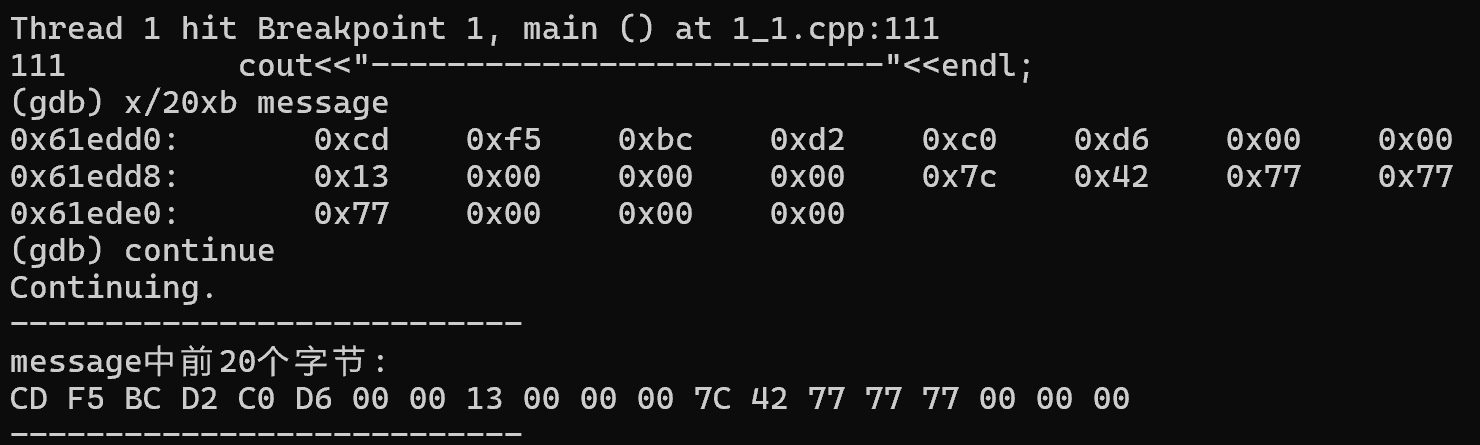 Thread 1 hit Breakpoint 1, main () at 1_1.cpp:111
111         cout<<"---------------------------"<<endl;
(gdb) x/20xb message
0x61edd0:       0xcd    0xf5    0xbc    0xd2    0xc0    0xd6    0x00    0x00
0x61edd8:       0x13    0x00    0x00    0x00    0x7c    0x42    0x77    0x77
0x61ede0:       0x77    0x00    0x00    0x00
(gdb) continue
Continuing.
---------------------------
message中前20个字节:
CD F5 BC D2 C0 D6 00 00 13 00 00 00 7C 42 77 77 77 00 00 00
---------------------------